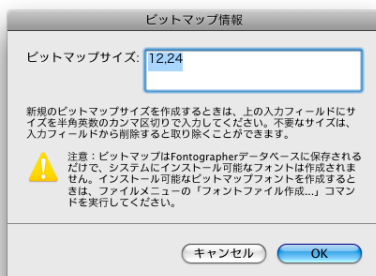 ビットマップ情報
ビットマップサイズ: 12,24
新規のビットマップサイズを作成するときは、上の入力フィールドにサ
イズを半角英数のカンマ区切りで入力してください。不要なサイズは、
入力フィールドから削除すると取り除くことができます。
注意：ビットマップはFontographerデータベースに保存される
だけで、システムにインストール可能なフォントは作成されま
せん。インストール可能なビットマップフォントを作成すると
きは、ファイルメニューの「フォントファイル作成...」コマン
ドを実行してください。
キャンセル OK